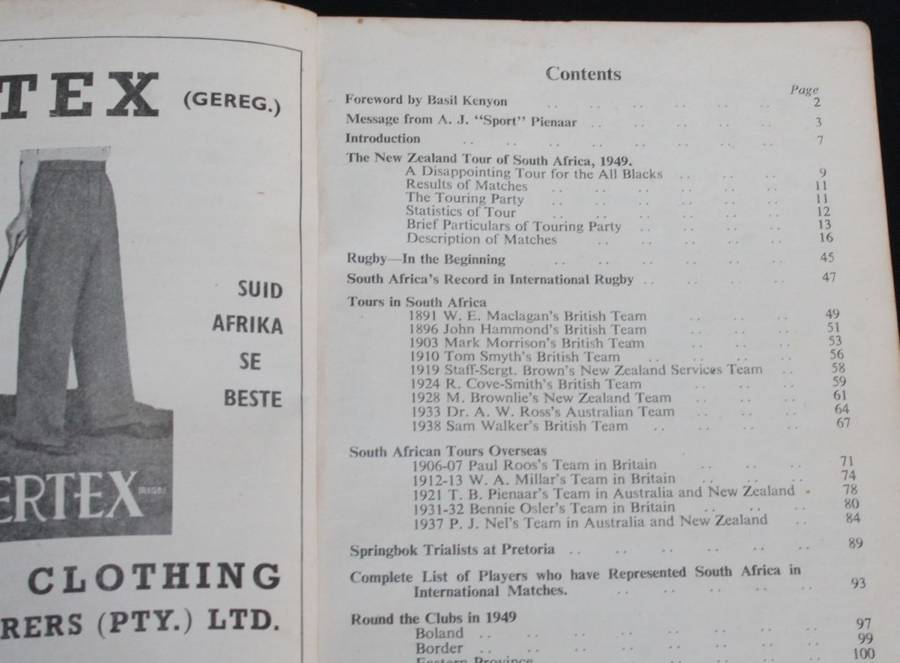 TEX (GEREG.)
SUID
AFRIKA
SE
BESTE
ERTEX
CLOTHING
RERS (PTY.) LTD.
Contents
Page
Foreword by Basil Kenyon .. .. .. .. .. .. 2
Message from A. J. "Sport" Pienaar .. .. .. .. .. 3
Introduction .. .. .. .. .. .. .. 7
The New Zealand Tour of South Africa, 1949.
A Disappointing Tour for the All Blacks .. .. .. 9
Results of Matches .. .. .. .. .. 11
The Touring Party .. .. .. .. .. 11
Statistics of Tour .. .. .. .. .. 12
Brief Particulars of Touring Party .. .. .. .. 13
Description of Matches .. .. .. .. 16
Rugby—In the Beginning .. .. .. .. .. 45
South Africa's Record in International Rugby .. .. .. .. 47
Tours in South Africa
1891 W. E. Maclagan's British Team .. .. .. 49
1896 John Hammond's British Team .. .. .. 51
1903 Mark Morrison's British Team .. .. .. 53
1910 Tom Smyth's British Team .. .. .. .. 56
1919 Staff-Sergt. Brown's New Zealand Services Team .. 58
1924 R. Cove-Smith's British Team .. .. .. 59
1928 M. Brownlie's New Zealand Team .. .. .. 61
1933 Dr. A. W. Ross's Australian Team .. .. .. 64
1938 Sam Walker's British Team .. .. .. .. 67
South African Tours Overseas
1906-07 Paul Roos's Team in Britain .. .. .. 71
1912-13 W. A. Millar's Team in Britain .. .. .. 74
1921 T. B. Pienaar's Team in Australia and New Zealand . 78
1931-32 Bennie Osler's Team in Britain .. .. .. 80
1937 P. J. Nel's Team in Australia and New Zealand .. 84
Springbok Trialists at Pretoria .. .. .. .. .. .. 89
Complete List of Players who have Represented South Africa in
International Matches. .. .. .. .. .. 93
Round the Clubs in 1949 97
Boland .. .. .. .. .. .. .. 99
Border .. .. .. .. .. .. .. 100
Eastern Province